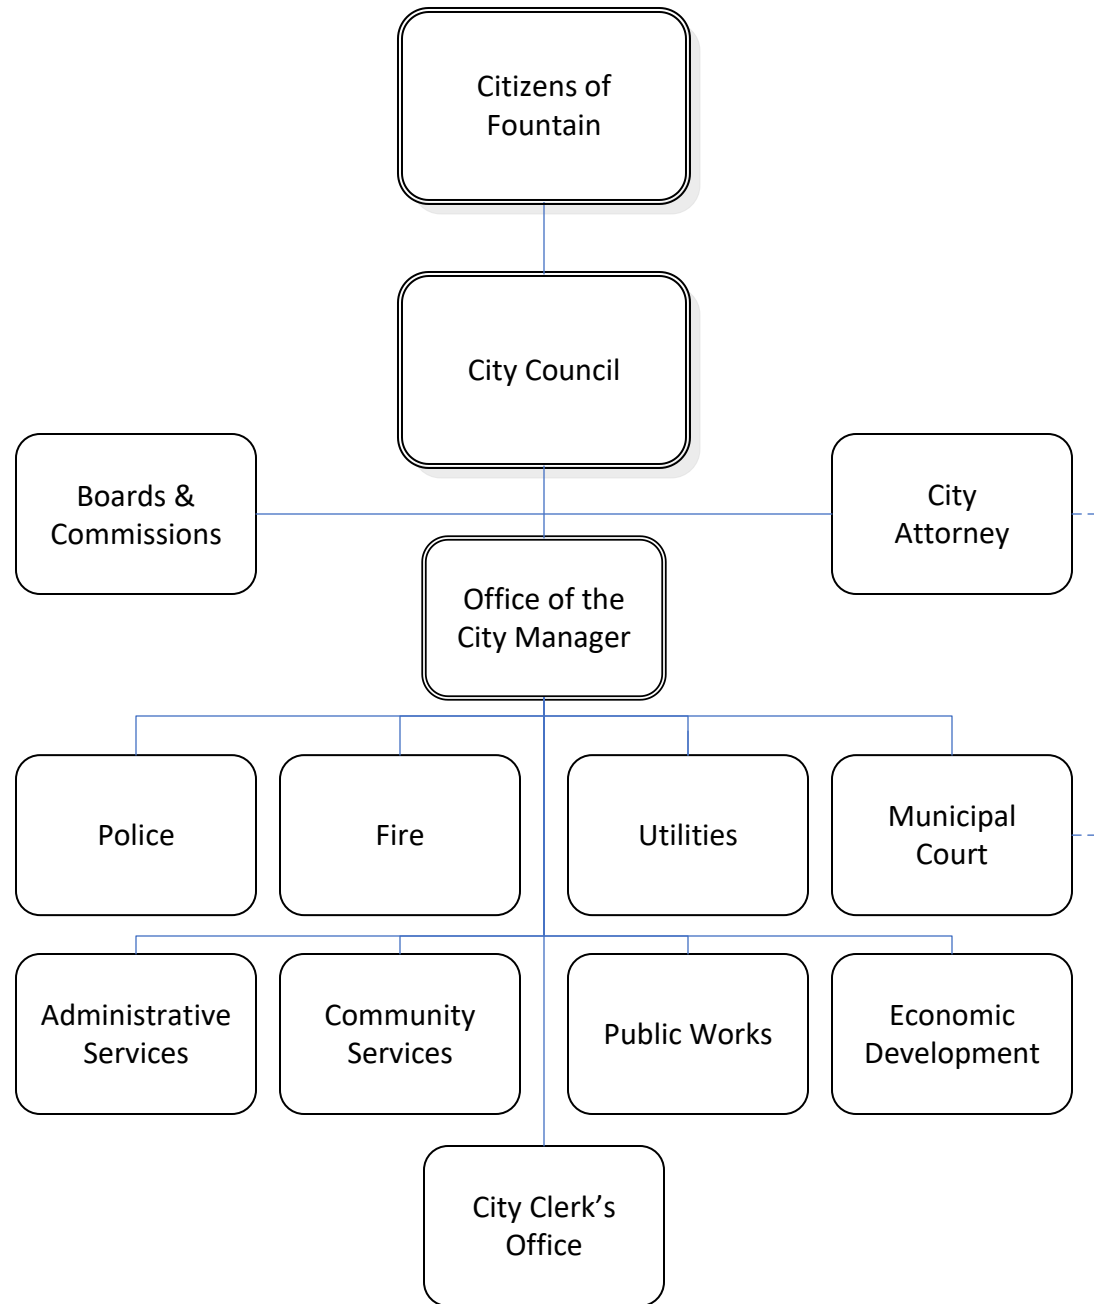 Citizens of
Fountain
City Council
Boards &
Commissions
City
Attorney
Office of the
City Manager
Police
Fire
Utilities
Municipal
Court
Administrative
Services
Community
Services
Public Works
Economic
Development
City Clerk’s
Office